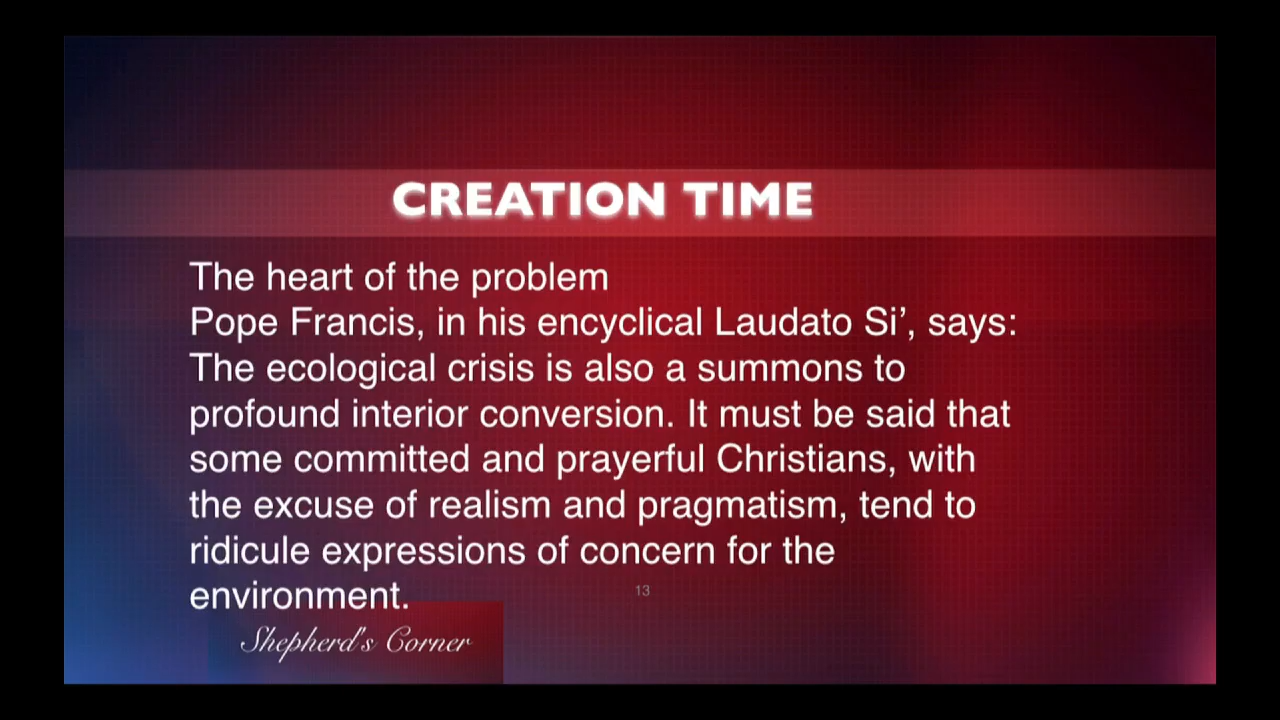 CREATION TIME
The heart of the problem
Pope Francis, in his encyclical Laudato Si’, says:
The ecological crisis is also a summons to
profound interior conversion. It must be said that
some committed and prayerful Christians, with
the excuse of realism and pragmatism, tend to
ridicule expressions of concern for the
environment.
13
Shepherd's Corner